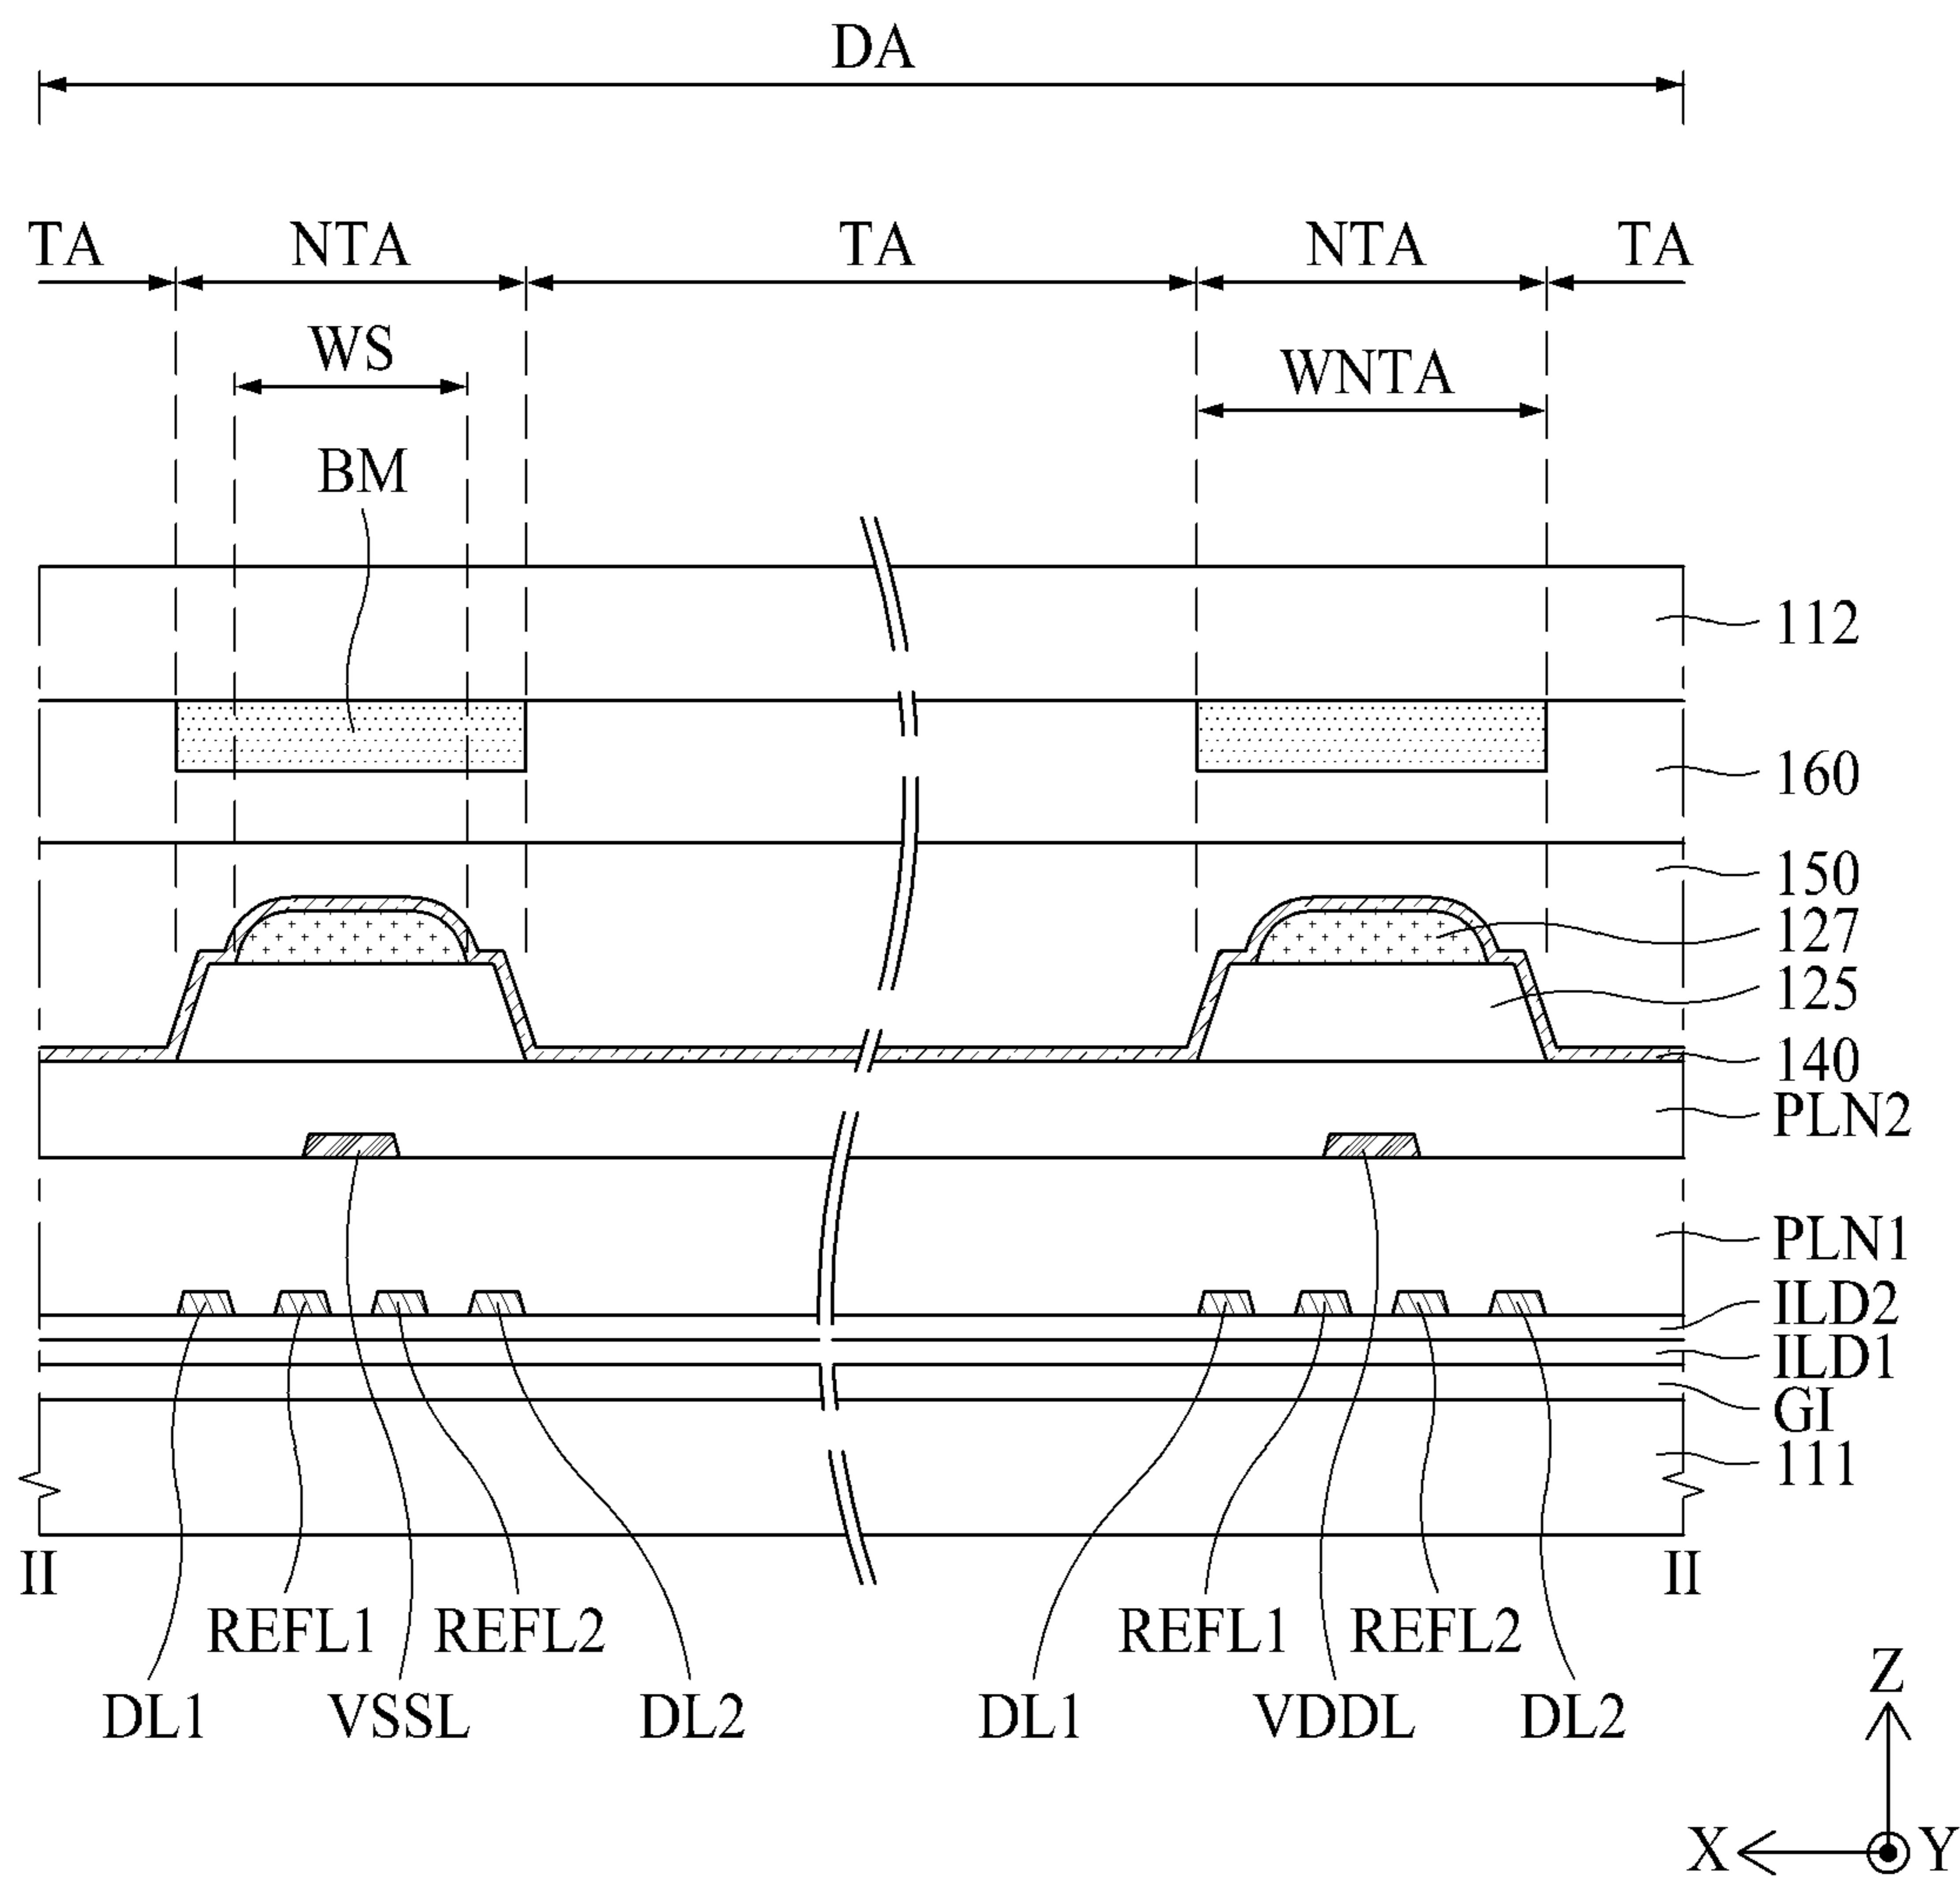 DA
TA NTA TA NTA TA
WS WNTA
BM
112
160
150
127
125
140
PLN2
PLN1
ILD2
ILD1
GI
111
II II
REFL1 REFL2 REFL1 REFL2
DL1 VSSL DL2 DL1 VDDL DL2
Z
X Y